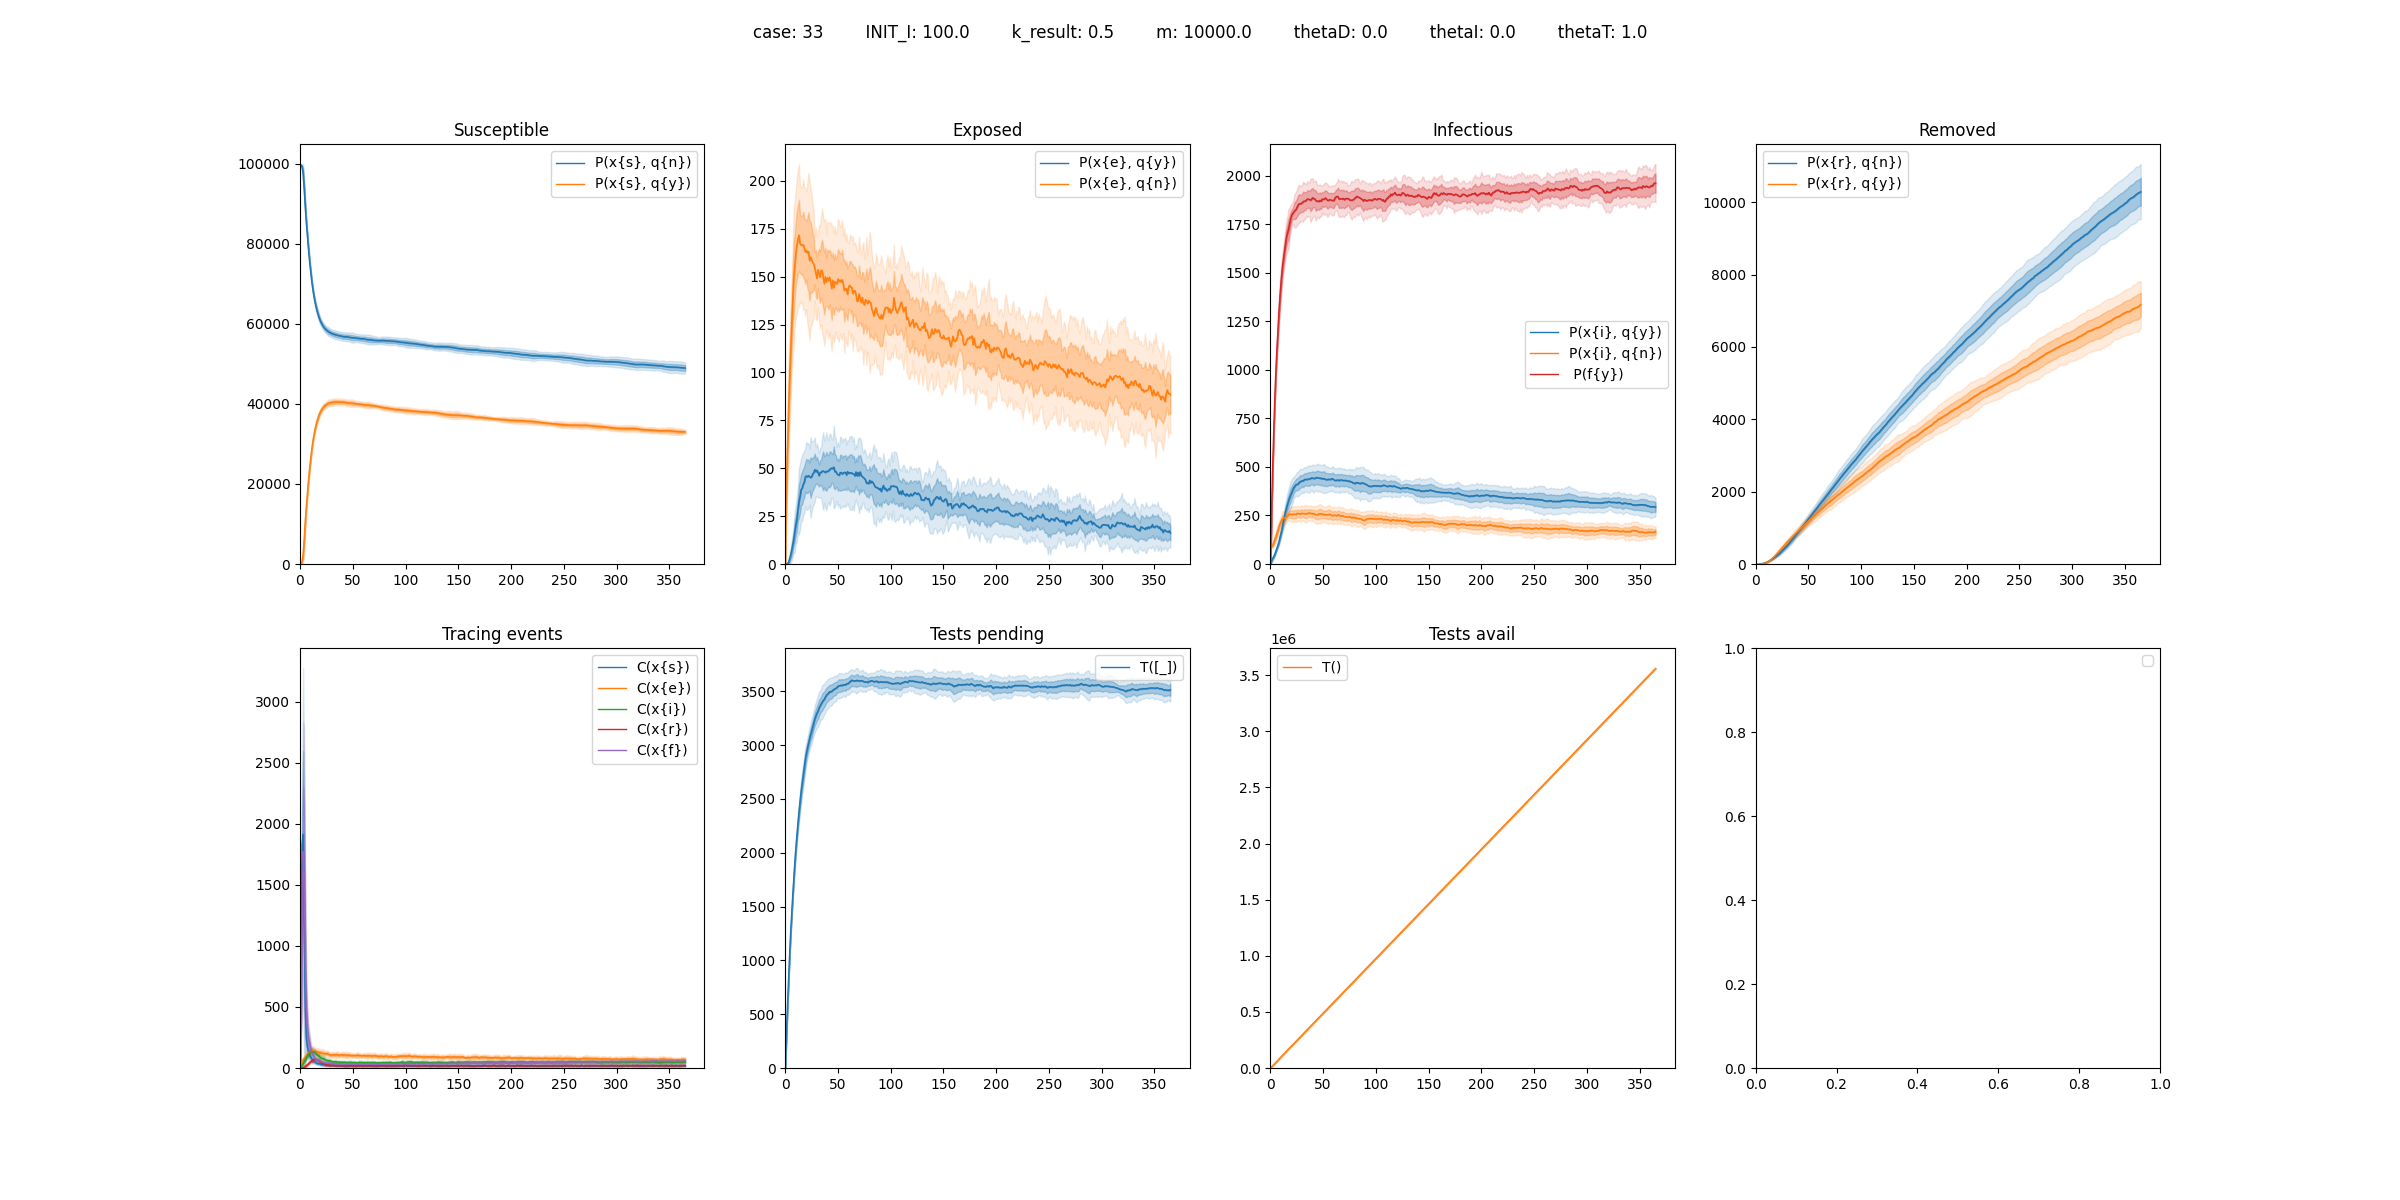 case: 33 INIT_I: 100.0 k_result: 0.5 m: 10000.0 thetaD: 0.0 thetaI: 0.0 thetaT: 1.0
Susceptible
100000
80000
60000
40000
20000
0
0 50 100 150 200 250 300 350
P(x{s}, q{n})
P(x{s}, q{y})
Exposed
200
175
150
125
100
75
50
25
0
0 50 100 150 200 250 300 350
P(x{e}, q{y})
P(x{e}, q{n})
Infectious
2000
1750
1500
1250
1000
750
500
250
0
0 50 100 150 200 250 300 350
P(x{i}, q{y})
P(x{i}, q{n})
P(f{y})
Removed
10000
8000
6000
4000
2000
0
0 50 100 150 200 250 300 350
P(x{r}, q{n})
P(x{r}, q{y})
Tracing events
3000
2500
2000
1500
1000
500
0
0 50 100 150 200 250 300 350
C(x{s})
C(x{e})
C(x{i})
C(x{r})
C(x{f})
Tests pending
3500
3000
2500
2000
1500
1000
500
0
0 50 100 150 200 250 300 350
T([_])
Tests avail
1e6
3.5
3.0
2.5
2.0
1.5
1.0
0.5
0.0
0 50 100 150 200 250 300 350
T()
1.0
0.8
0.6
0.4
0.2
0.0
0.0 0.2 0.4 0.6 0.8 1.0